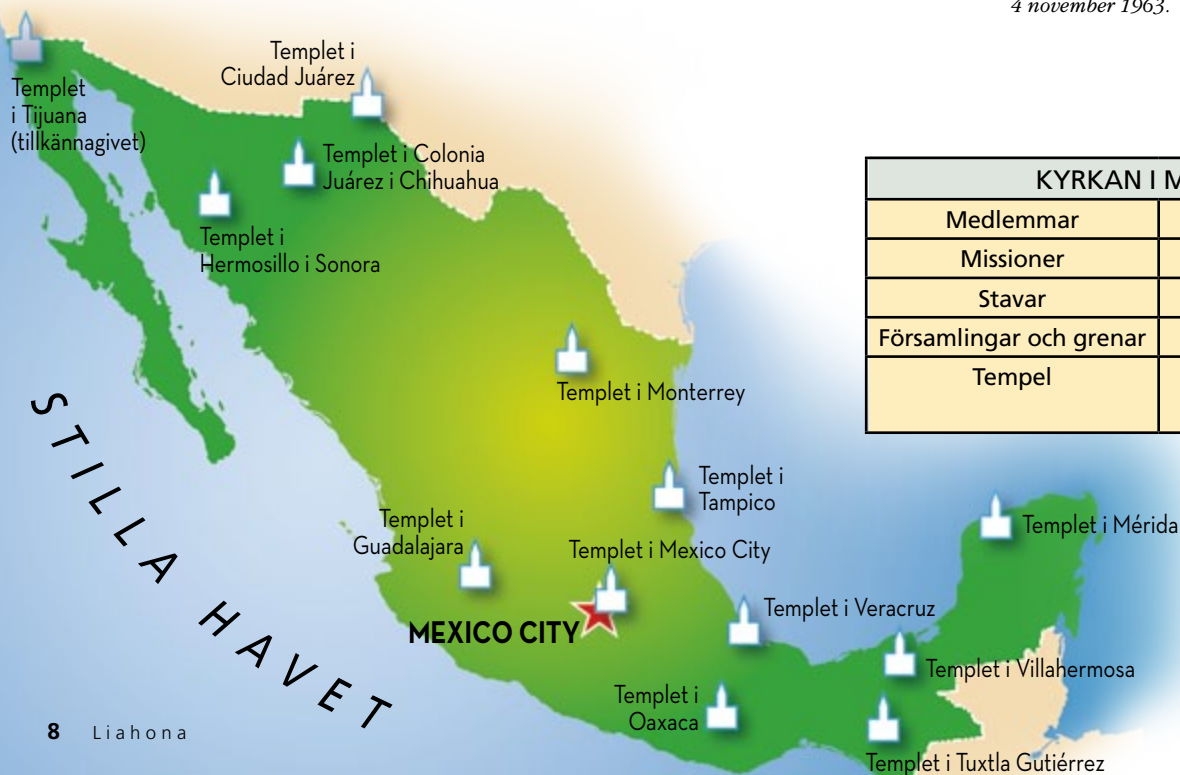 4 november 1963.
Templet i
Ciudad Juárez
Templet
i Tijuana
(tillkännagivet)
Templet i Colonia
Juárez i Chihuahua
Templet i
Hermosillo i Sonora
KYRKAN I M
Medlemmar
Missioner
Stavar
Församlingar och grenar
Tempel
Templet i Monterrey
Templet i
Tampico
Templet i Mérida
Templet i
Guadalajara
Templet i Mexico City
MEXICO CITY
Templet i Veracruz
Templet i Villahermosa
Templet i
Oaxaca
Templet i Tuxtla Gutiérrez
STILLA HAVET
8 Liahona